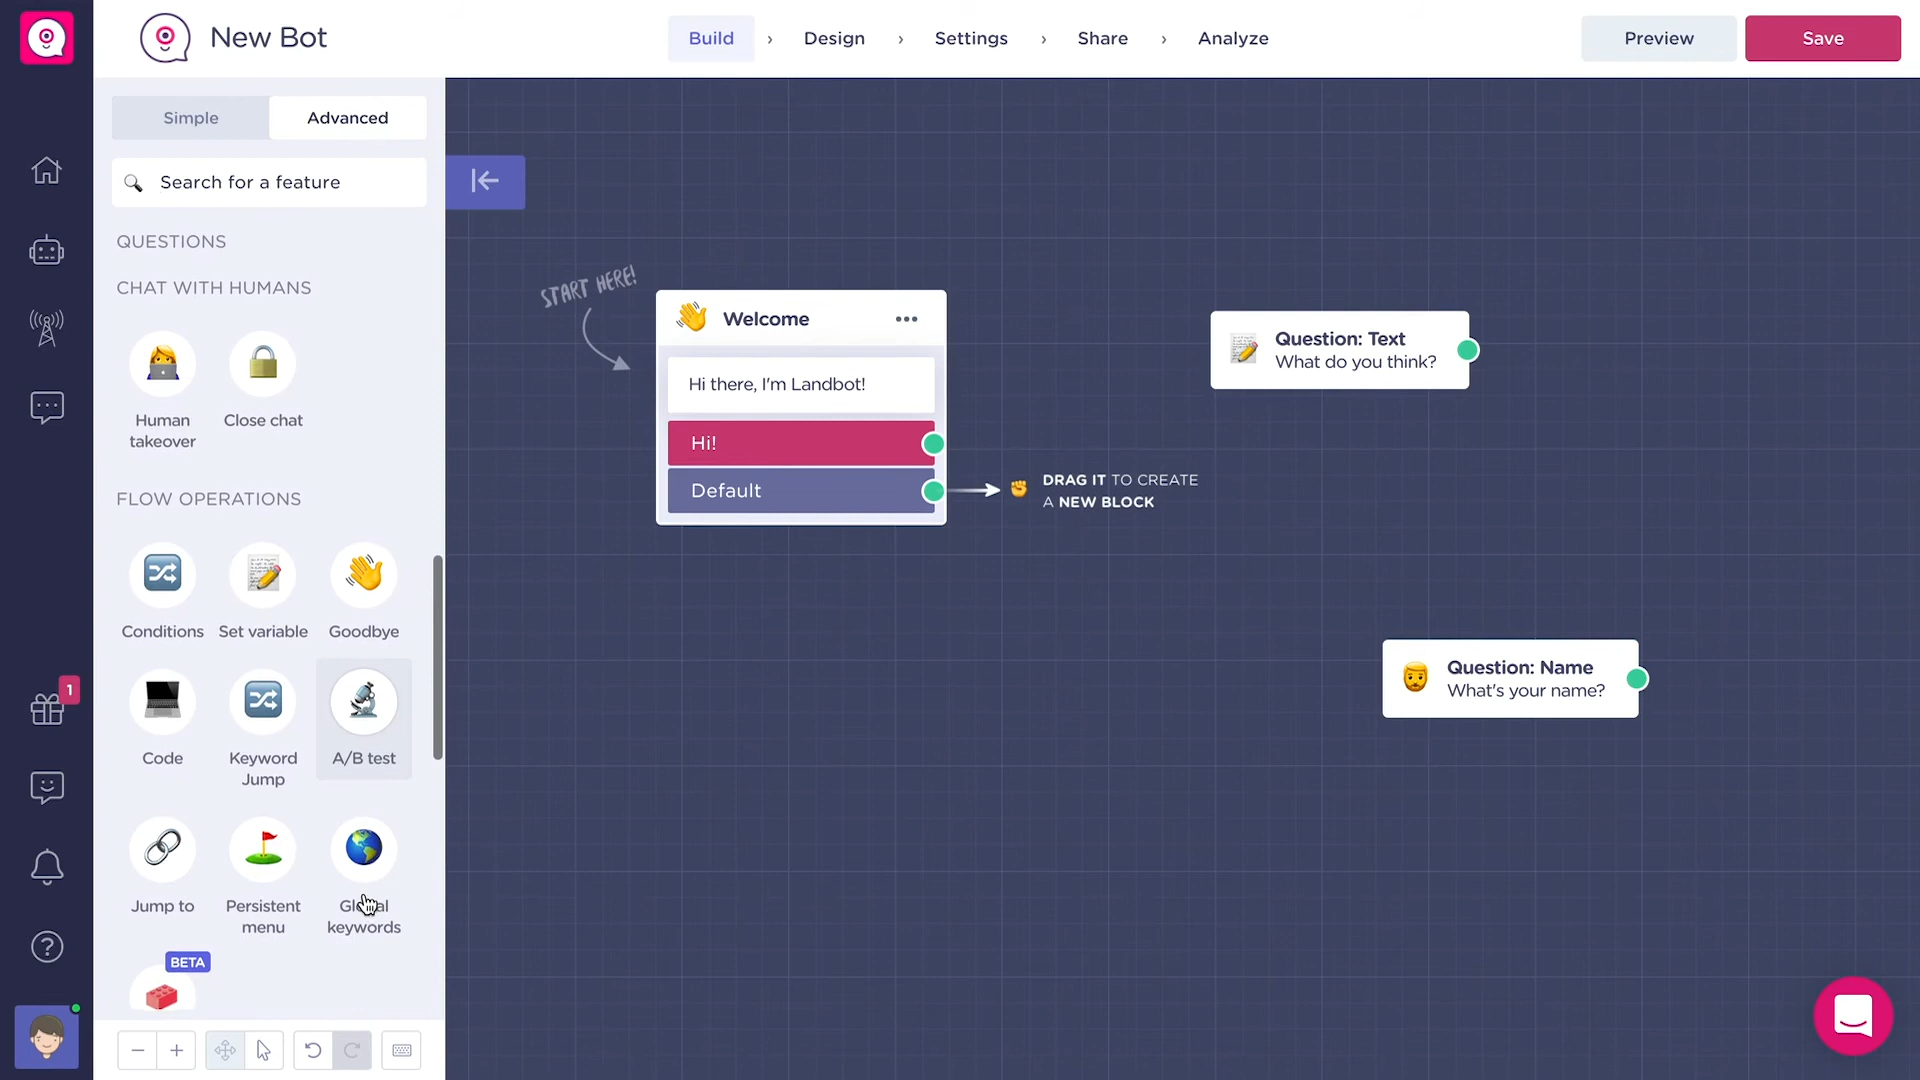 New Bot
Build
Design
Settings
Share
Analyze
Preview
Save
Simple
Advanced
Search for a feature
QUESTIONS
CHAT WITH HUMANS
Human
takeover
Close chat
FLOW OPERATIONS
Conditions
Set variable
Goodbye
Code
Keyword
Jump
A/B test
Jump to
Persistent
menu
Global
keywords
BETA
1
START HERE!
Welcome
Hi there, I'm Landbot!
Hi!
Default
DRAG IT TO CREATE
A NEW BLOCK
Question: Text
What do you think?
Question: Name
What's your name?